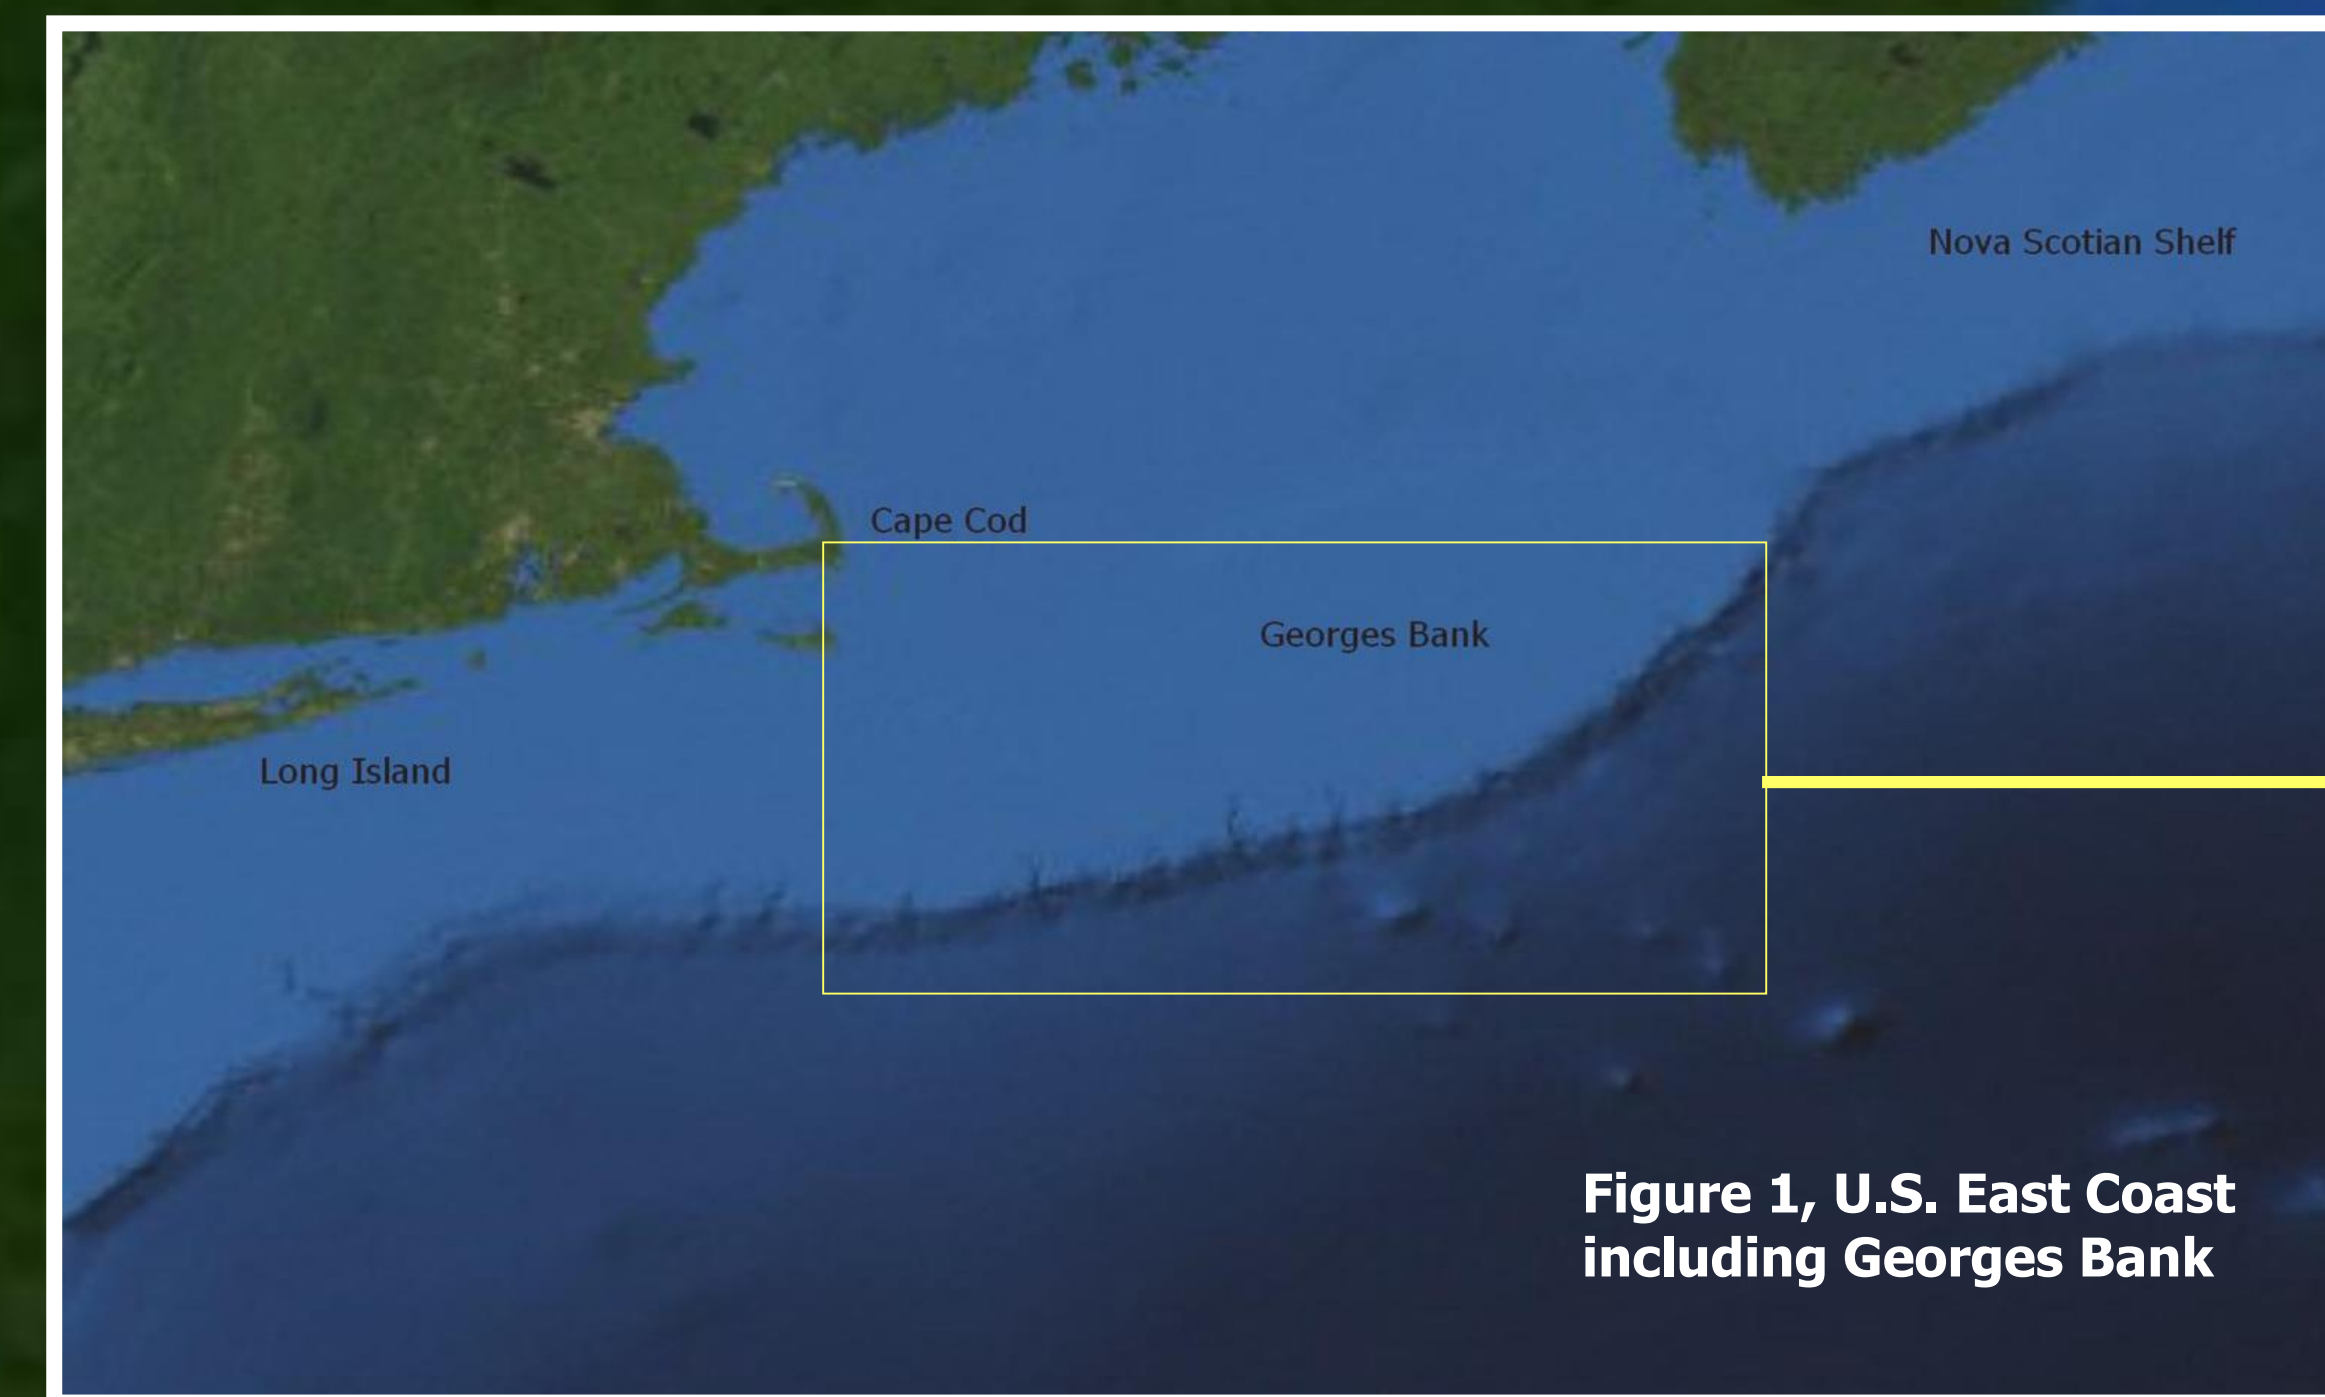 Nova Scotian Shelf
Cape Cod
Georges Bank
Long Island
Figure 1, U.S. East Coast
including Georges Bank